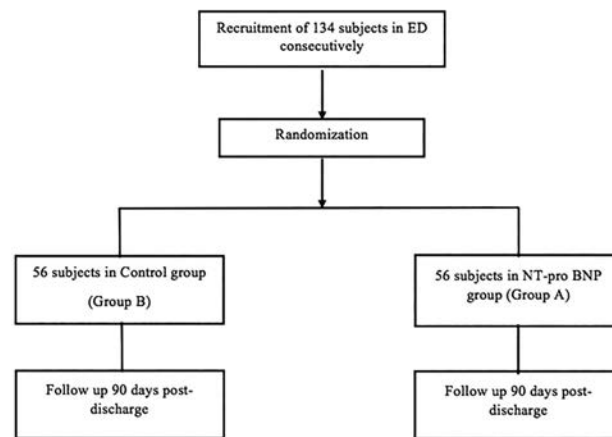 Recruitment of 134 subjects in ED
consecutively
Randomization
56 subjects in Control group
(Group B)
56 subjects in NT-pro BNP
group (Group A)
Follow up 90 days post-
discharge
Follow up 90 days post-
discharge